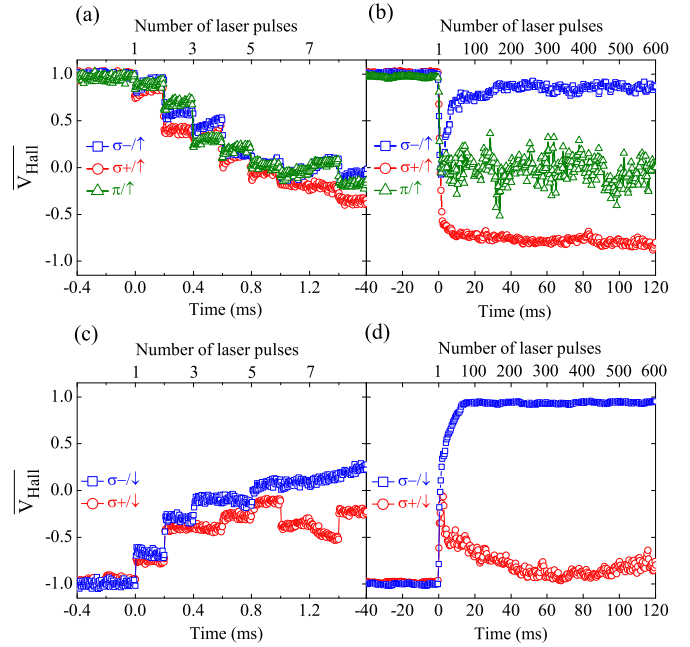 (a)
Number of laser pulses
1 3 5 7
1.0
0.5
0.0
-0.5
-1.0
V_Hall
σ−/↑
σ+/↑
π/↑
-0.4 0.0 0.4 0.8 1.2
Time (ms)
(b)
Number of laser pulses
1 100 200 300 400 500 600
σ−/↑
σ+/↑
π/↑
-40 -20 0 20 40 60 80 100 120
Time (ms)
(c)
Number of laser pulses
1 3 5 7
1.0
0.5
0.0
-0.5
-1.0
V_Hall
σ−/↓
σ+/↓
-0.4 0.0 0.4 0.8 1.2
Time (ms)
(d)
Number of laser pulses
1 100 200 300 400 500 600
σ−/↓
σ+/↓
-40 -20 0 20 40 60 80 100 120
Time (ms)